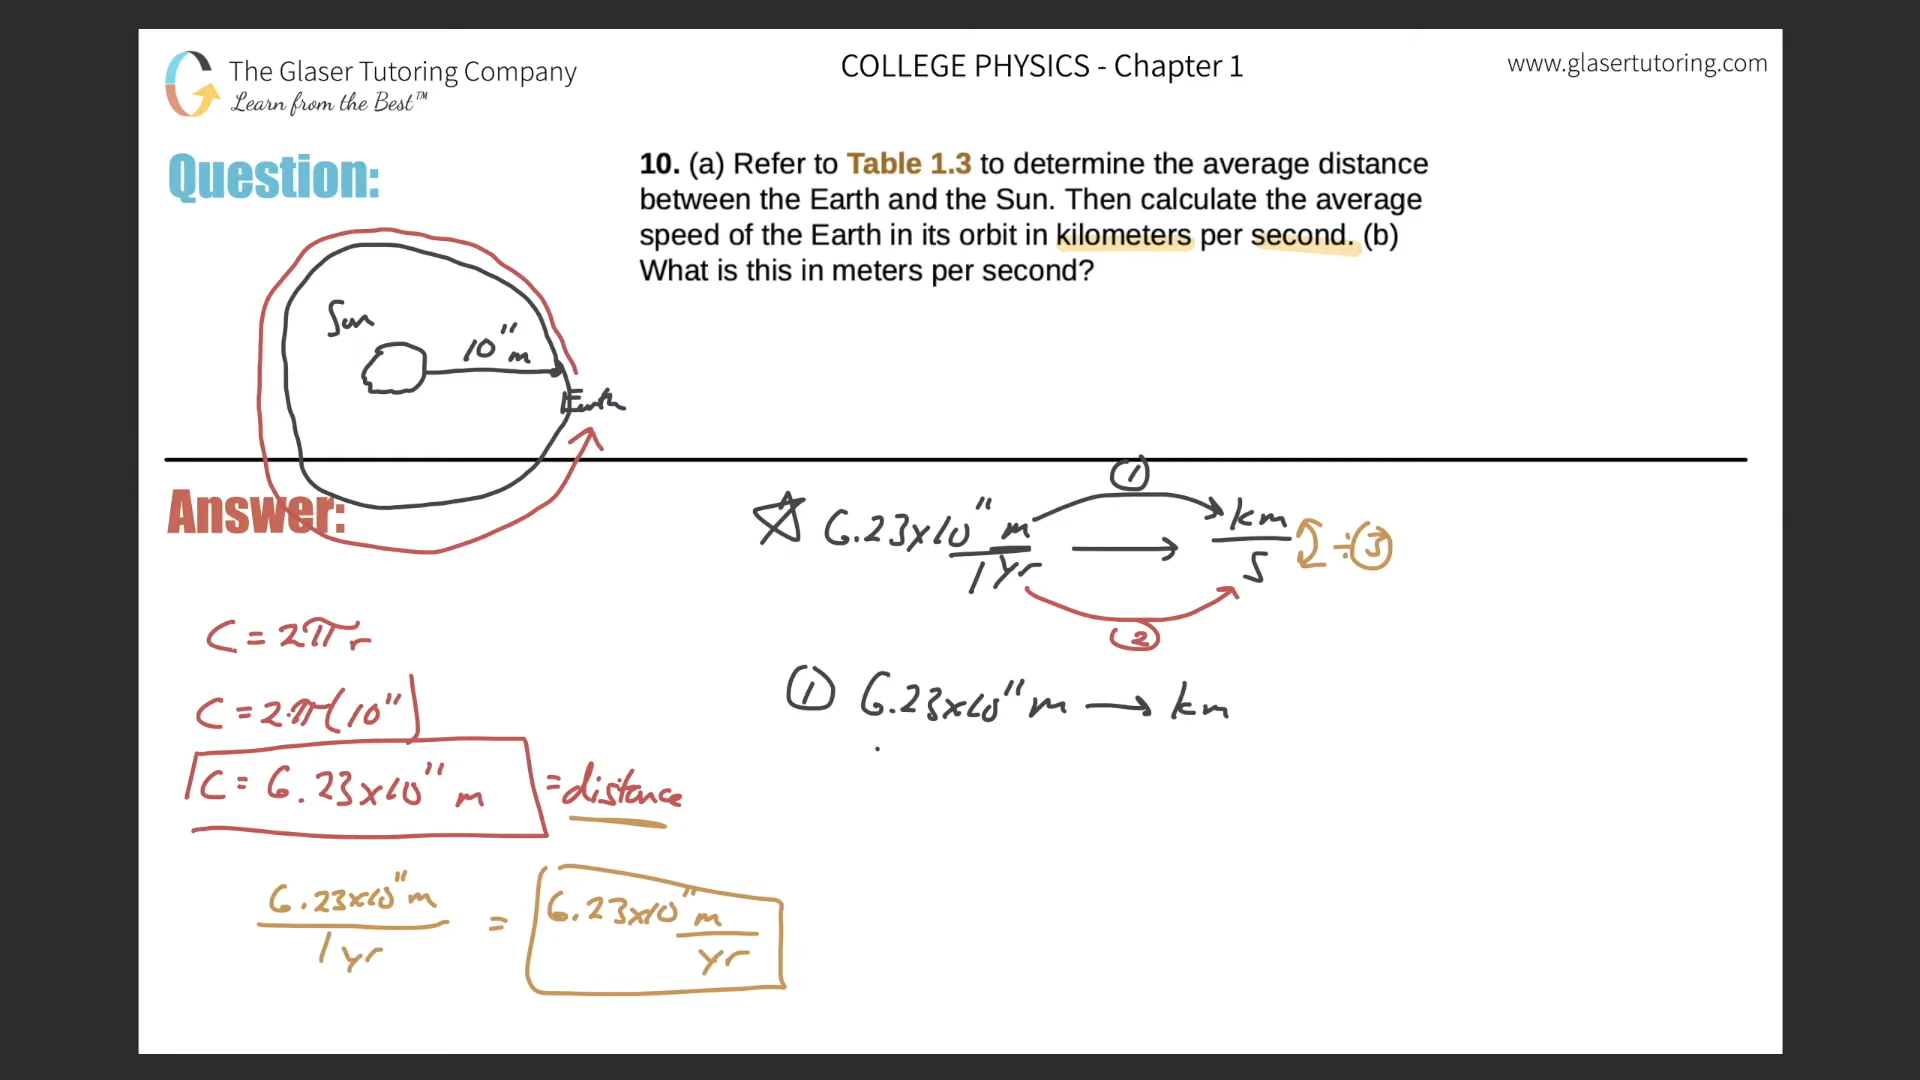 The Glaser Tutoring Company
Learn from the Best™
COLLEGE PHYSICS - Chapter 1
www.glasertutoring.com
Question:
10. (a) Refer to Table 1.3 to determine the average distance
between the Earth and the Sun. Then calculate the average
speed of the Earth in its orbit in kilometers per second. (b)
What is this in meters per second?
Sun
10¹¹ m
Earth
Answer:
C = 2πr
C = 2·π(10¹¹)
C = 6.23x10¹¹ m = distance
6.23x10¹¹ m / 1 yr = 6.23x10¹¹ m / yr
①
☆ 6.23x10¹¹ m / 1 yr → km / s ÷ ③
②
① 6.23x10¹¹ m → km